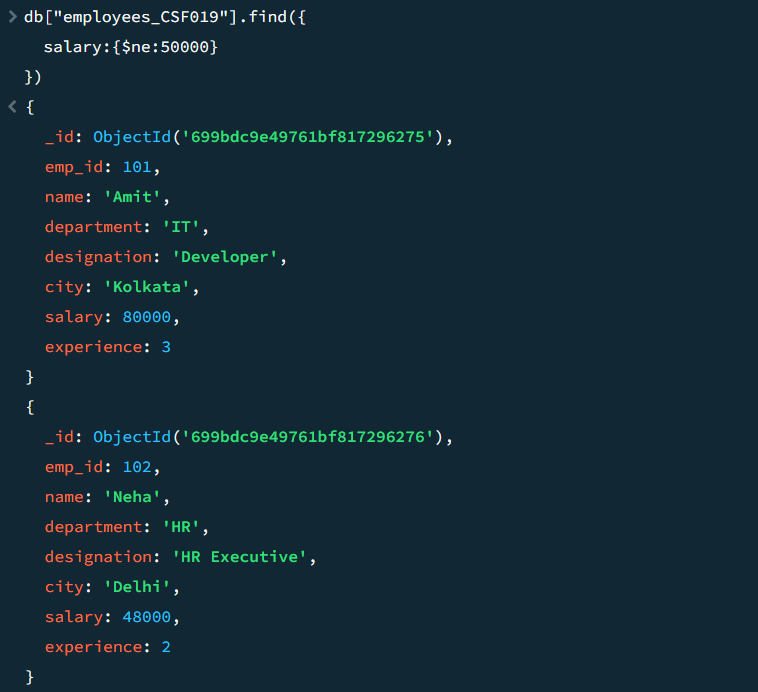 > db["employees_CSF019"].find({
salary:{$ne:50000}
})
< {
_id: ObjectId('699bdc9e49761bf817296275'),
emp_id: 101,
name: 'Amit',
department: 'IT',
designation: 'Developer',
city: 'Kolkata',
salary: 80000,
experience: 3
}
{
_id: ObjectId('699bdc9e49761bf817296276'),
emp_id: 102,
name: 'Neha',
department: 'HR',
designation: 'HR Executive',
city: 'Delhi',
salary: 48000,
experience: 2
}